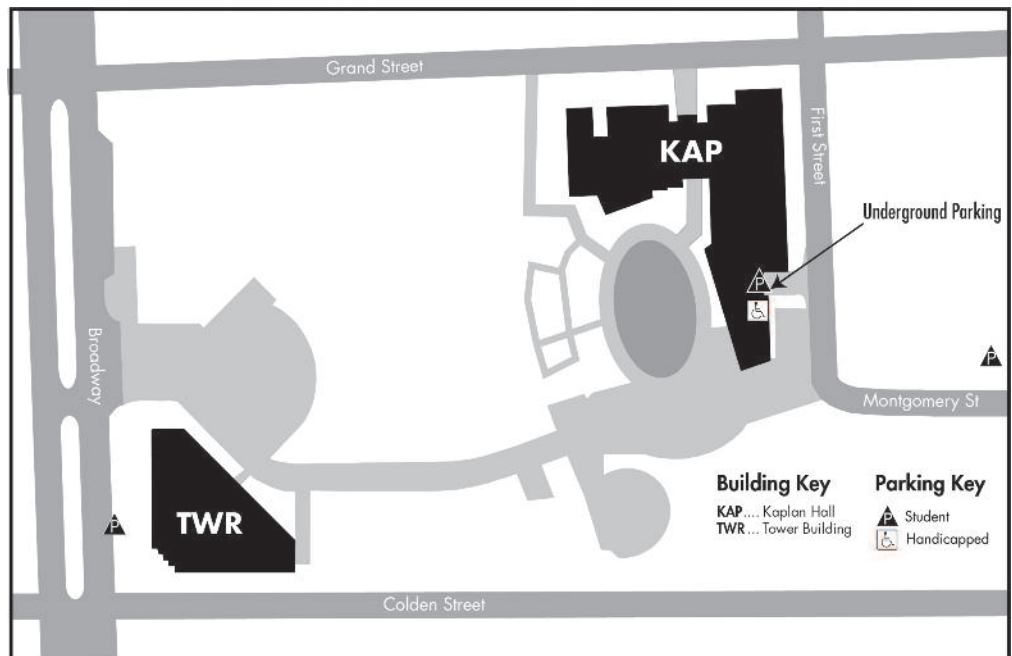 Grand Street
First Street
KAP
Underground Parking
P
P
Broadway
Montgomery St
TWR
P
Building Key
KAP.... Kaplan Hall
TWR... Tower Building
Parking Key
P Student
Handicapped
Colden Street